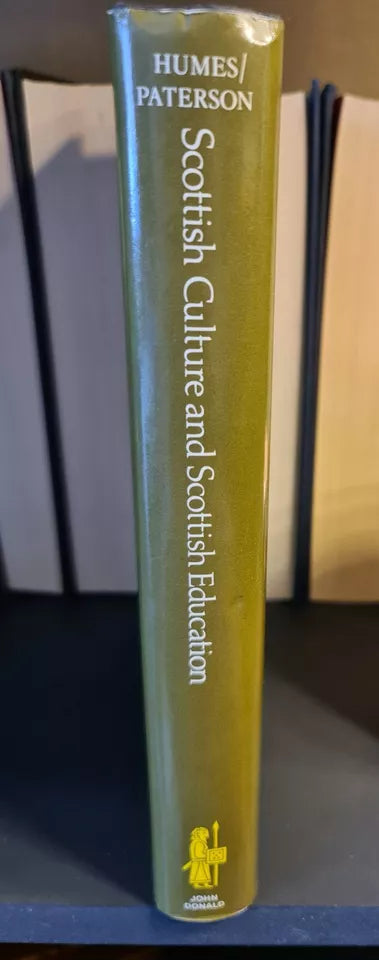 HUMES/
PATERSON
Scottish Culture and Scottish Education
JOHN
DONALD